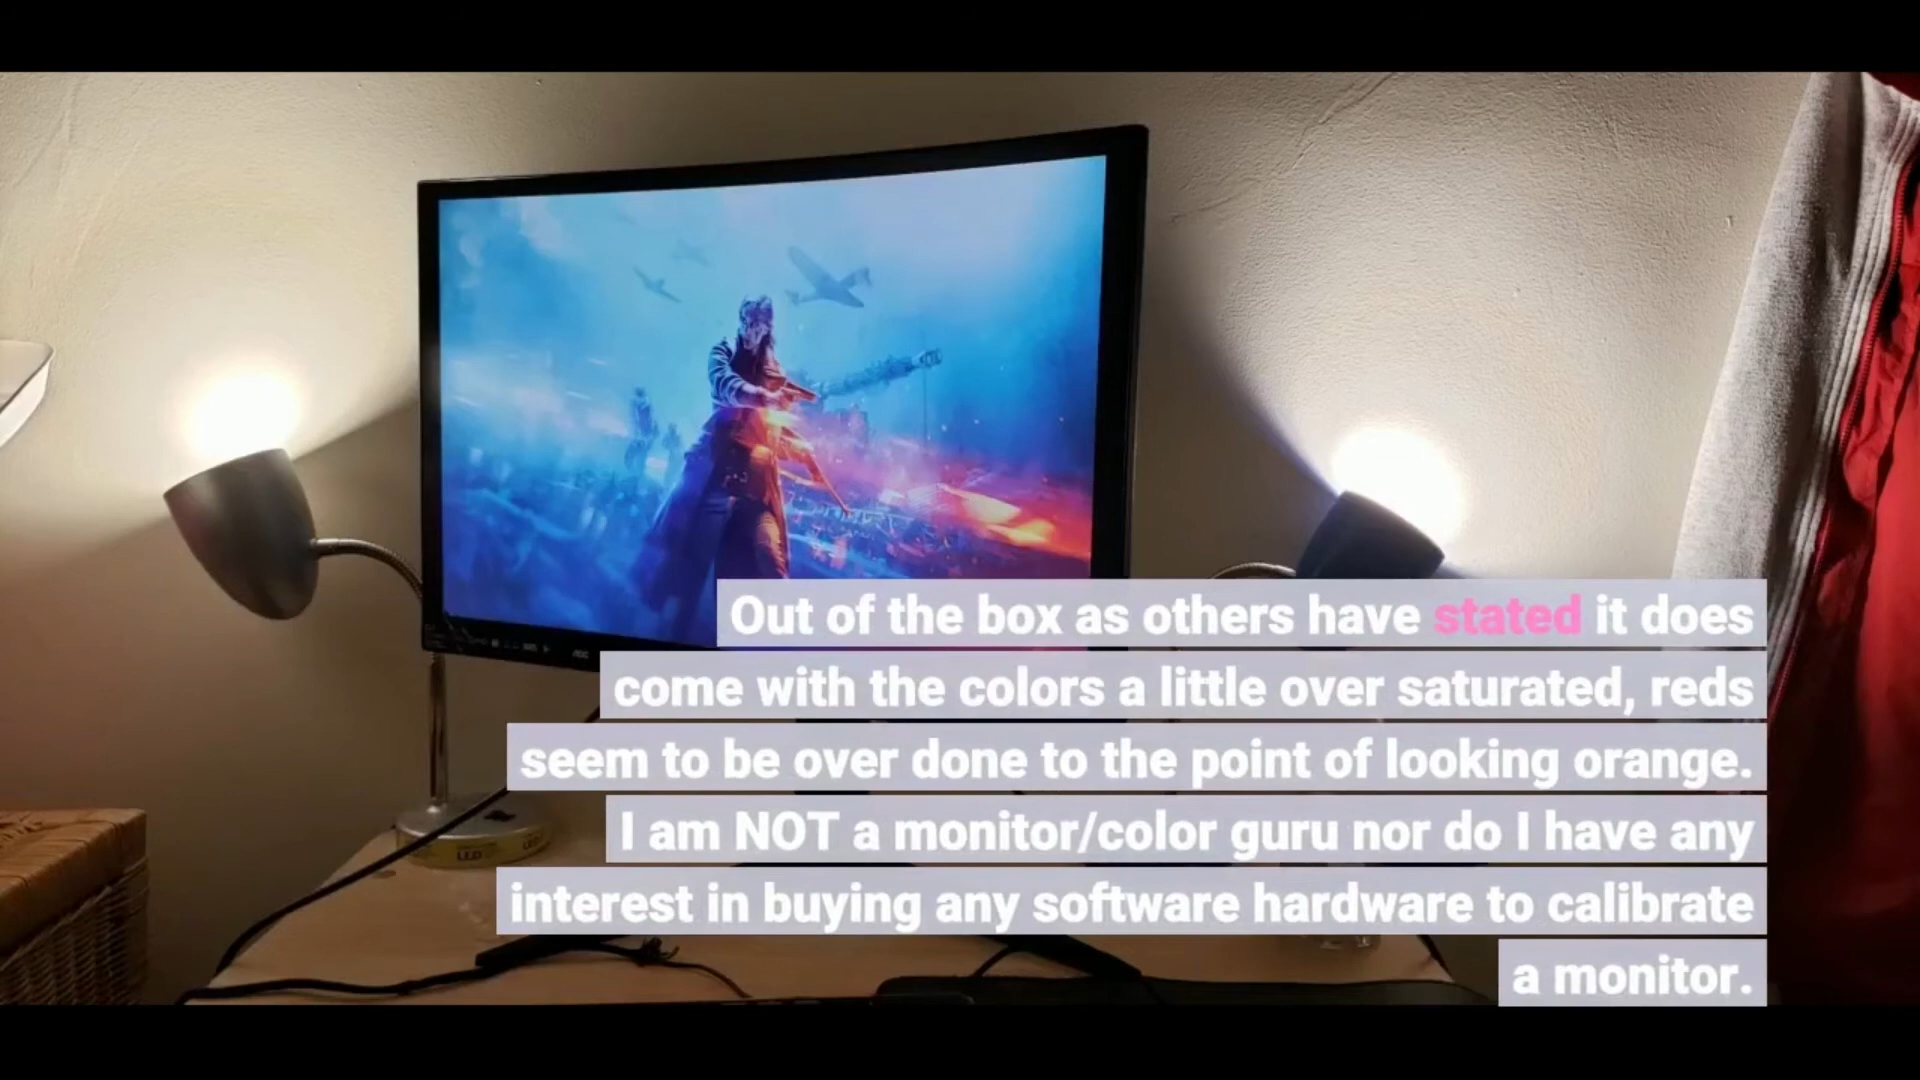 Out of the box as others have stated it does
come with the colors a little over saturated, reds
seem to be over done to the point of looking orange.
I am NOT a monitor/color guru nor do I have any
interest in buying any software hardware to calibrate
a monitor.
AOC
LED